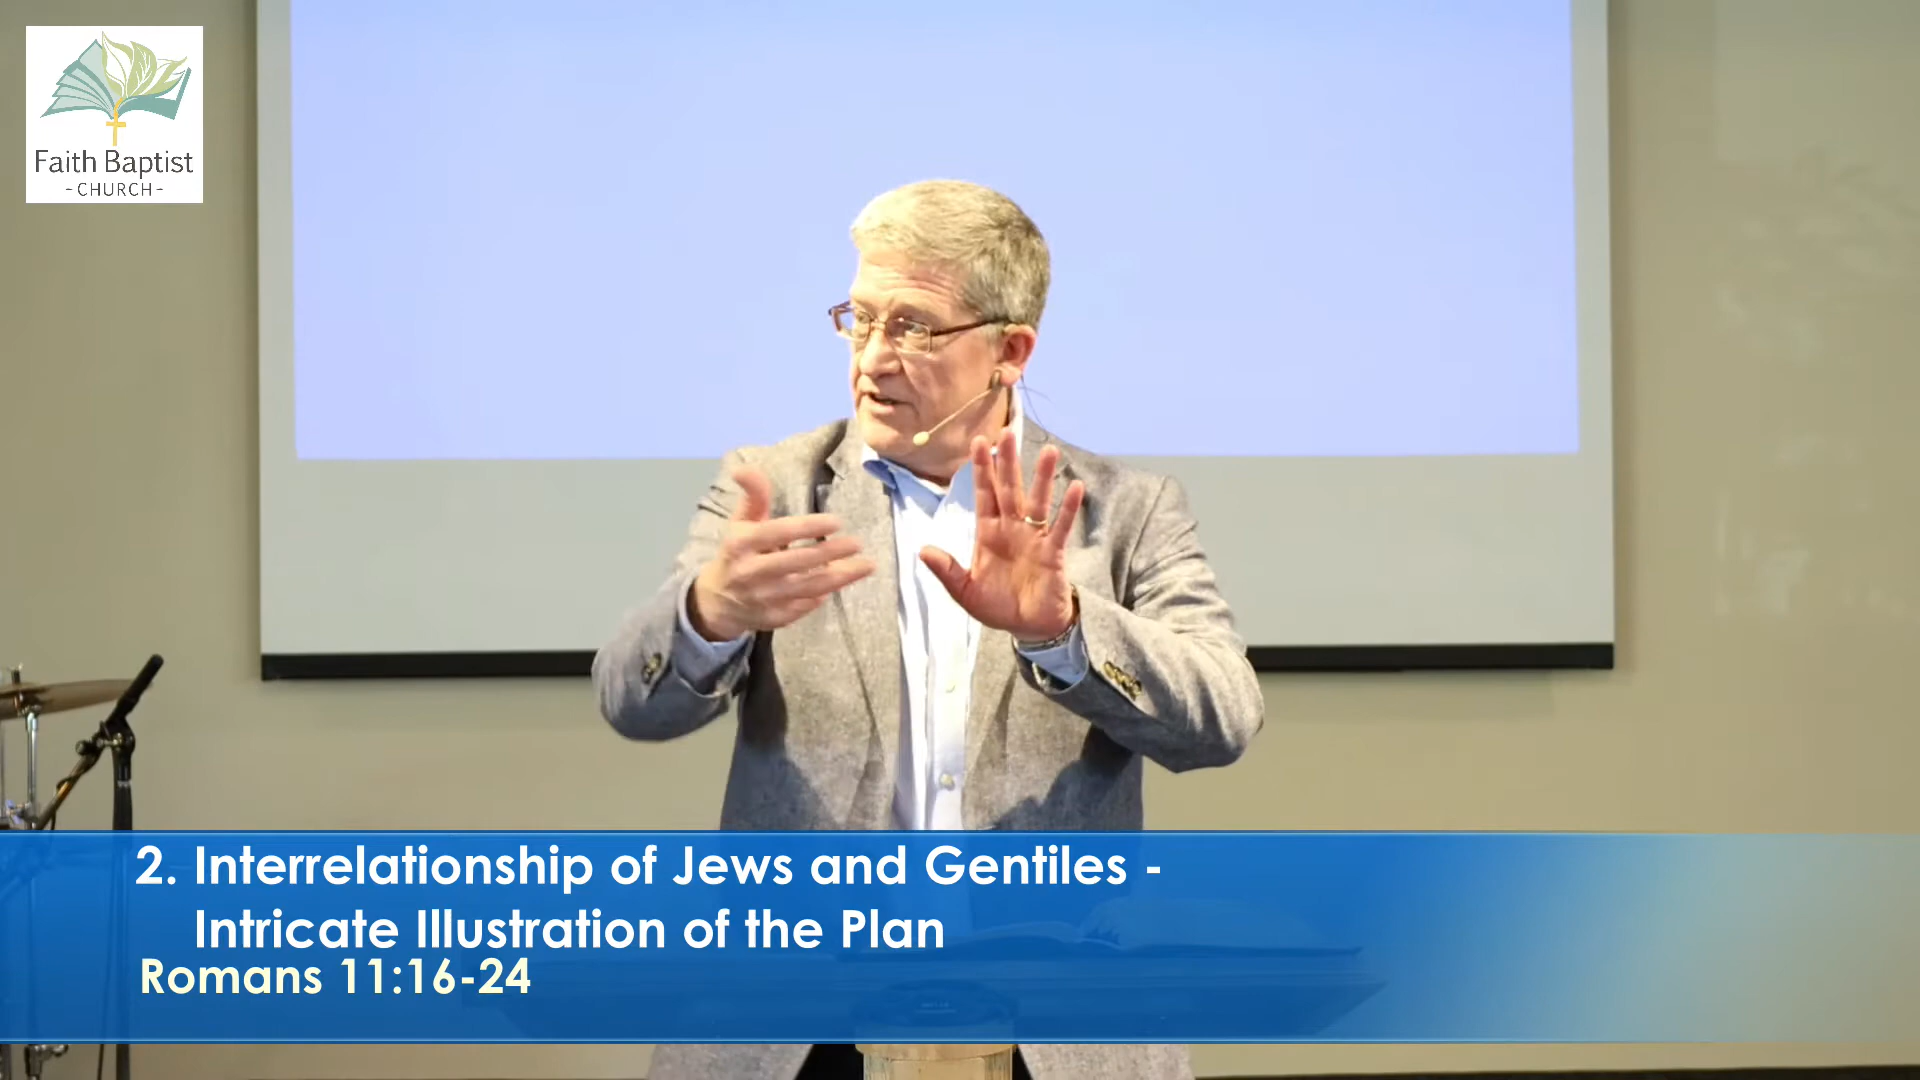 Faith Baptist
- CHURCH -
2. Interrelationship of Jews and Gentiles -
Intricate Illustration of the Plan
Romans 11:16-24